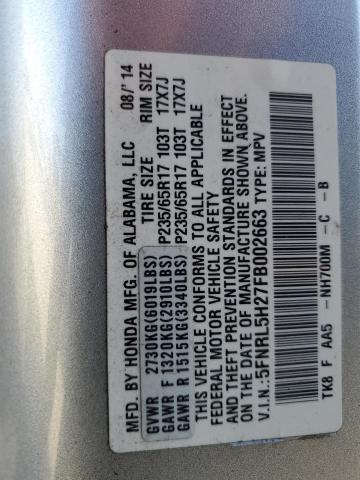 MFD. BY HONDA MFG. OF ALABAMA, LLC 08/'14
TIRE SIZE RIM SIZE
GVWR 2730KG(6019LBS)
GAWR F 1320KG(2910LBS) P235/65R17 103T 17X7J
GAWR R 1515KG(3340LBS) P235/65R17 103T 17X7J
THIS VEHICLE CONFORMS TO ALL APPLICABLE
FEDERAL MOTOR VEHICLE SAFETY
AND THEFT PREVENTION STANDARDS IN EFFECT
ON THE DATE OF MANUFACTURE SHOWN ABOVE.
V.I.N.: 5FNRL5H27FB002663 TYPE: MPV
TK8 F AA5 -NH700M - C - B